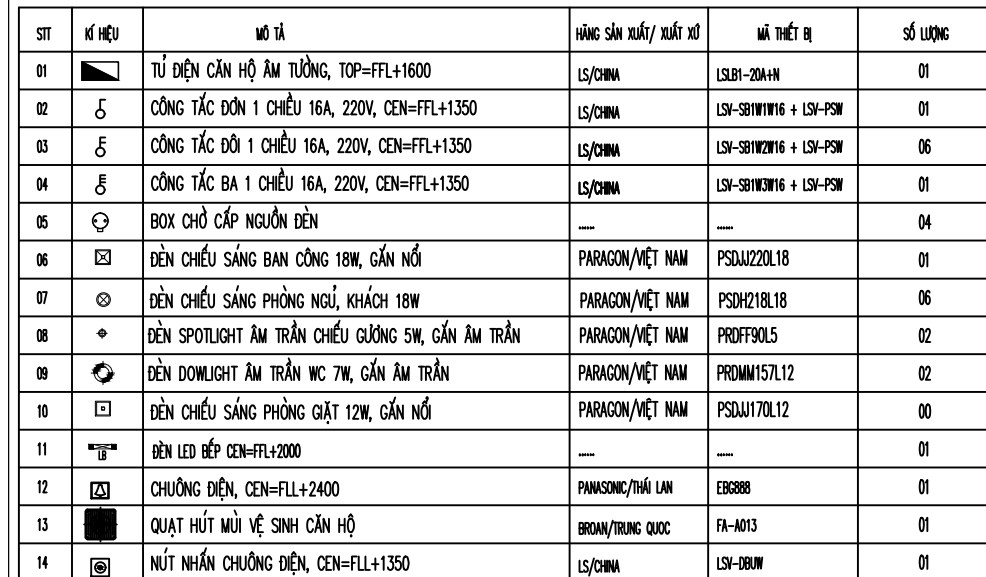 STT KÍ HIỆU MÔ TẢ HÃNG SẢN XUẤT/ XUẤT XỨ MÃ THIẾT BỊ SỐ LƯỢNG
01 TỦ ĐIỆN CĂN HỘ ÂM TƯỜNG, TOP=FFL+1600 LS/CHINA LSLB1-20A+N 01
02 CÔNG TẮC ĐƠN 1 CHIỀU 16A, 220V, CEN=FFL+1350 LS/CHINA LSV-SB1W1W16 + LSV-PSW 01
03 CÔNG TẮC ĐÔI 1 CHIỀU 16A, 220V, CEN=FFL+1350 LS/CHINA LSV-SB1W2W16 + LSV-PSW 06
04 CÔNG TẮC BA 1 CHIỀU 16A, 220V, CEN=FFL+1350 LS/CHINA LSV-SB1W3W16 + LSV-PSW 01
05 BOX CHỜ CẤP NGUỒN ĐÈN ...... ...... 04
06 ĐÈN CHIẾU SÁNG BAN CÔNG 18W, GẮN NỔI PARAGON/VIỆT NAM PSDJJ220L18 01
07 ĐÈN CHIẾU SÁNG PHÒNG NGỦ, KHÁCH 18W PARAGON/VIỆT NAM PSDH218L18 06
08 ĐÈN SPOTLIGHT ÂM TRẦN CHIẾU GƯƠNG 5W, GẮN ÂM TRẦN PARAGON/VIỆT NAM PRDFF90L5 02
09 ĐÈN DOWLIGHT ÂM TRẦN WC 7W, GẮN ÂM TRẦN PARAGON/VIỆT NAM PRDMM157L12 02
10 ĐÈN CHIẾU SÁNG PHÒNG GIẶT 12W, GẮN NỔI PARAGON/VIỆT NAM PSDJJ170L12 00
11 LB ĐÈN LED BẾP CEN=FFL+2000 ...... ...... 01
12 CHUÔNG ĐIỆN, CEN=FLL+2400 PANASONIC/THÁI LAN EBG888 01
13 QUẠT HÚT MÙI VỆ SINH CĂN HỘ BROAN/TRUNG QUOC FA-A013 01
14 NÚT NHẤN CHUÔNG ĐIỆN, CEN=FLL+1350 LS/CHINA LSV-DBUW 01